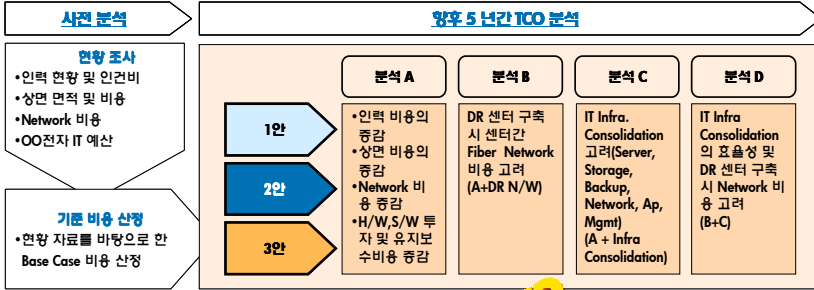 사전 분석
향후 5 년간 TCO 분석
현황 조사
•인력 현황 및 인건비
•상면 면적 및 비용
•Network 비용
•OO전자 IT 예산
기준 비용 산정
•현황 자료를 바탕으로 한
Base Case 비용 산정
1안
2안
3안
분석 A
•인력 비용의
증감
•상면 비용의
증감
•Network 비
용 증감
•H/W,S/W 투
자 및 유지보
수비용 증감
분석 B
DR 센터 구축
시 센터간
Fiber Network
비용 고려
(A+DR N/W)
분석 C
IT Infra.
Consolidation
고려(Server,
Storage,
Backup,
Network, Ap,
Mgmt)
(A + Infra
Consolidation)
분석 D
IT Infra
Consolidation
의 효율성 및
DR 센터 구축
시 Network 비
용 고려
(B+C)